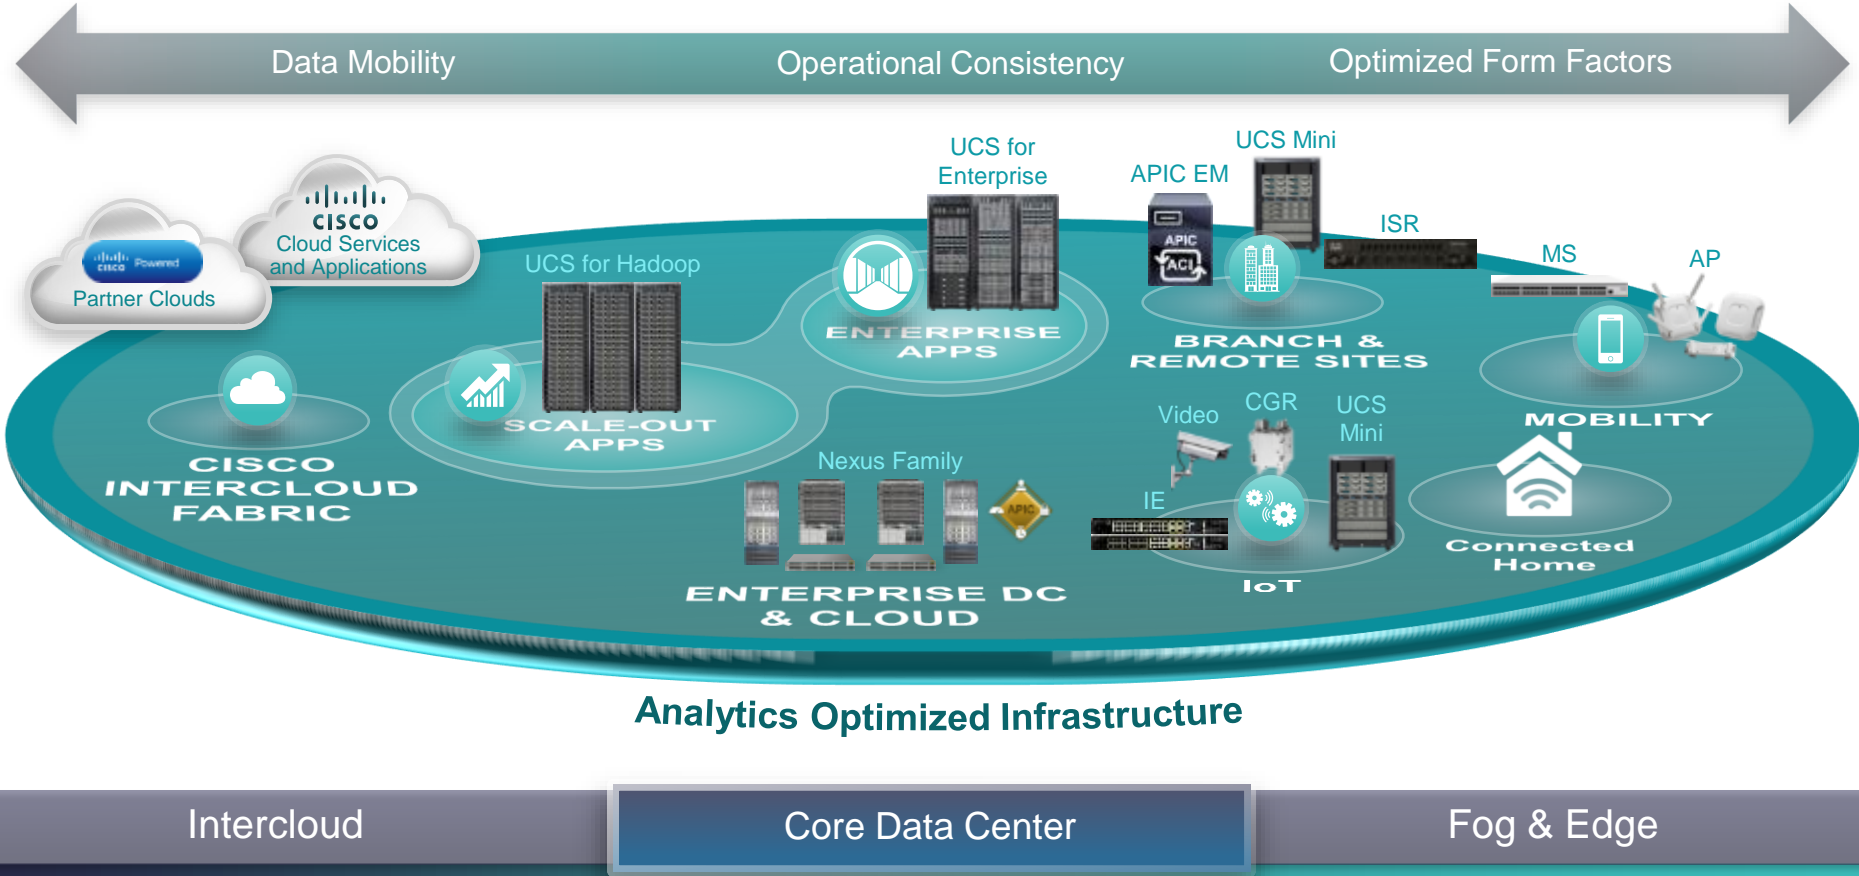 Data Mobility
Operational Consistency
Optimized Form Factors
CISCO
Cloud Services
and Applications
CISCO Powered
Partner Clouds
CISCO
INTERCLOUD
FABRIC
UCS for Hadoop
SCALE-OUT
APPS
UCS for
Enterprise
ENTERPRISE
APPS
Nexus Family
APIC
ENTERPRISE DC
& CLOUD
APIC EM
APIC
ACI
UCS Mini
ISR
BRANCH &
REMOTE SITES
MS
AP
MOBILITY
Video
CGR
UCS
Mini
IE
IoT
Connected
Home
Analytics Optimized Infrastructure
Intercloud
Core Data Center
Fog & Edge